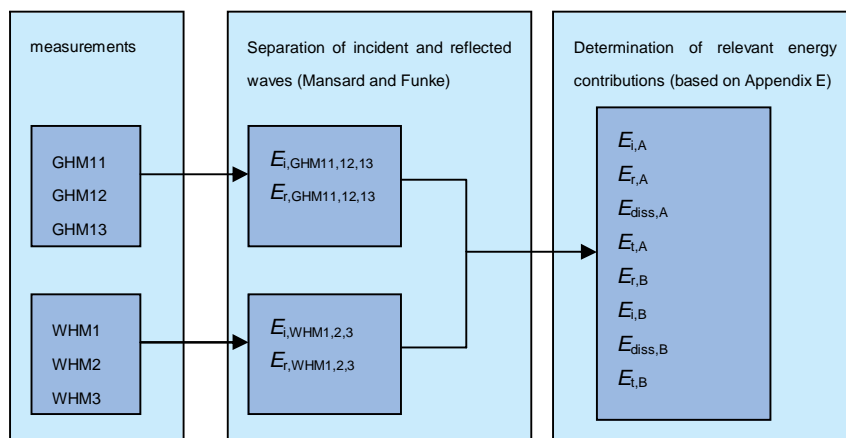 measurements
GHM11
GHM12
GHM13
WHM1
WHM2
WHM3
Separation of incident and reflected
waves (Mansard and Funke)
Ei,GHM11,12,13
Er,GHM11,12,13
Ei,WHM1,2,3
Er,WHM1,2,3
Determination of relevant energy
contributions (based on Appendix E)
Ei,A
Er,A
Ediss,A
Et,A
Er,B
Ei,B
Ediss,B
Et,B